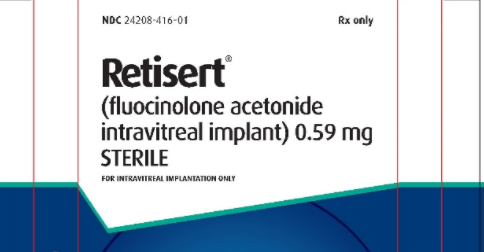 NDC 24208-416-01 Rx only
Retisert®
(fluocinolone acetonide
intravitreal implant) 0.59 mg
STERILE
FOR INTRAVITREAL IMPLANTATION ONLY